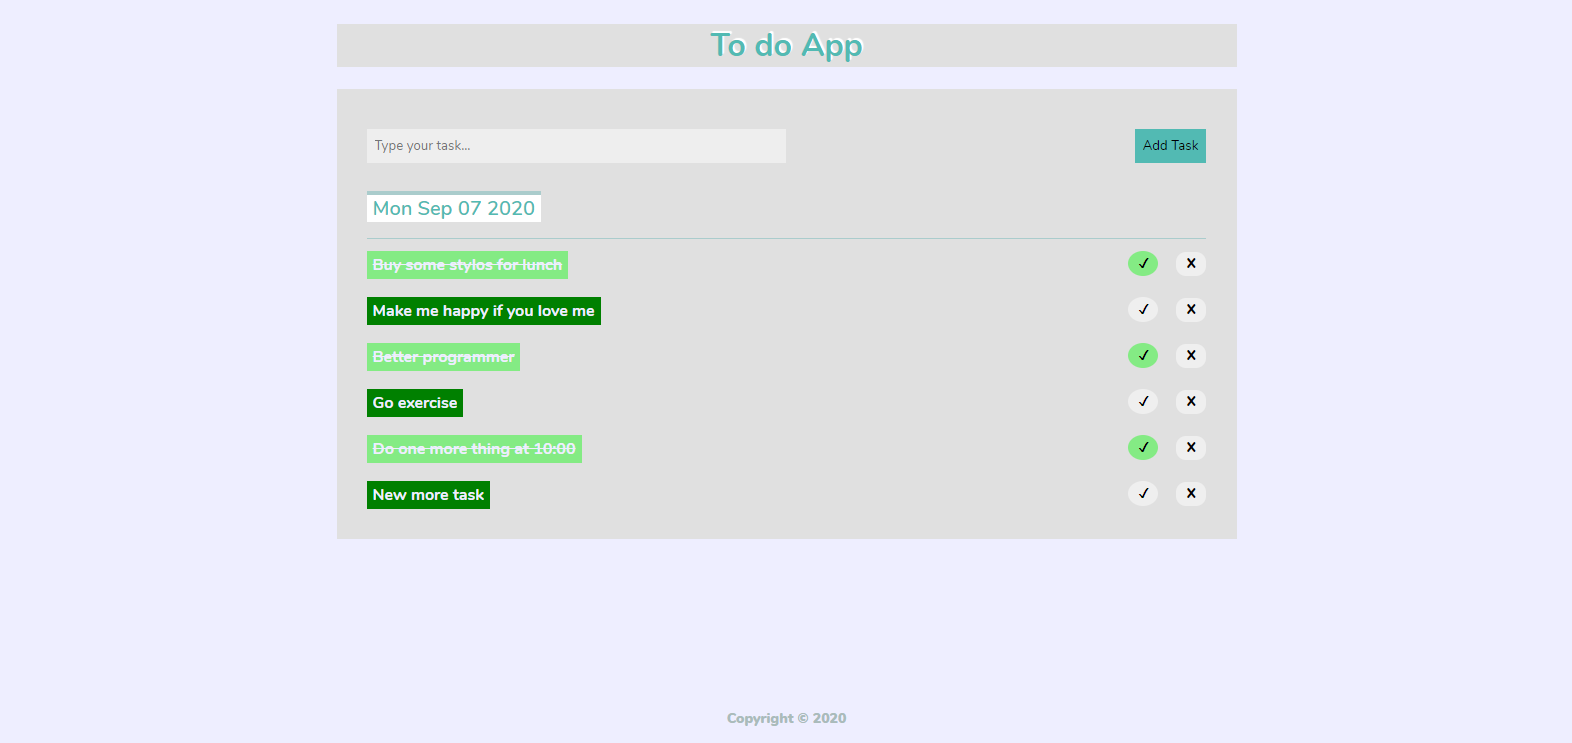 To do App
Type your task...
Add Task
Mon Sep 07 2020
Buy some stylos for lunch
✓ ✗
Make me happy if you love me
✓ ✗
Better programmer
✓ ✗
Go exercise
✓ ✗
Do one more thing at 10:00
✓ ✗
New more task
✓ ✗
Copyright © 2020